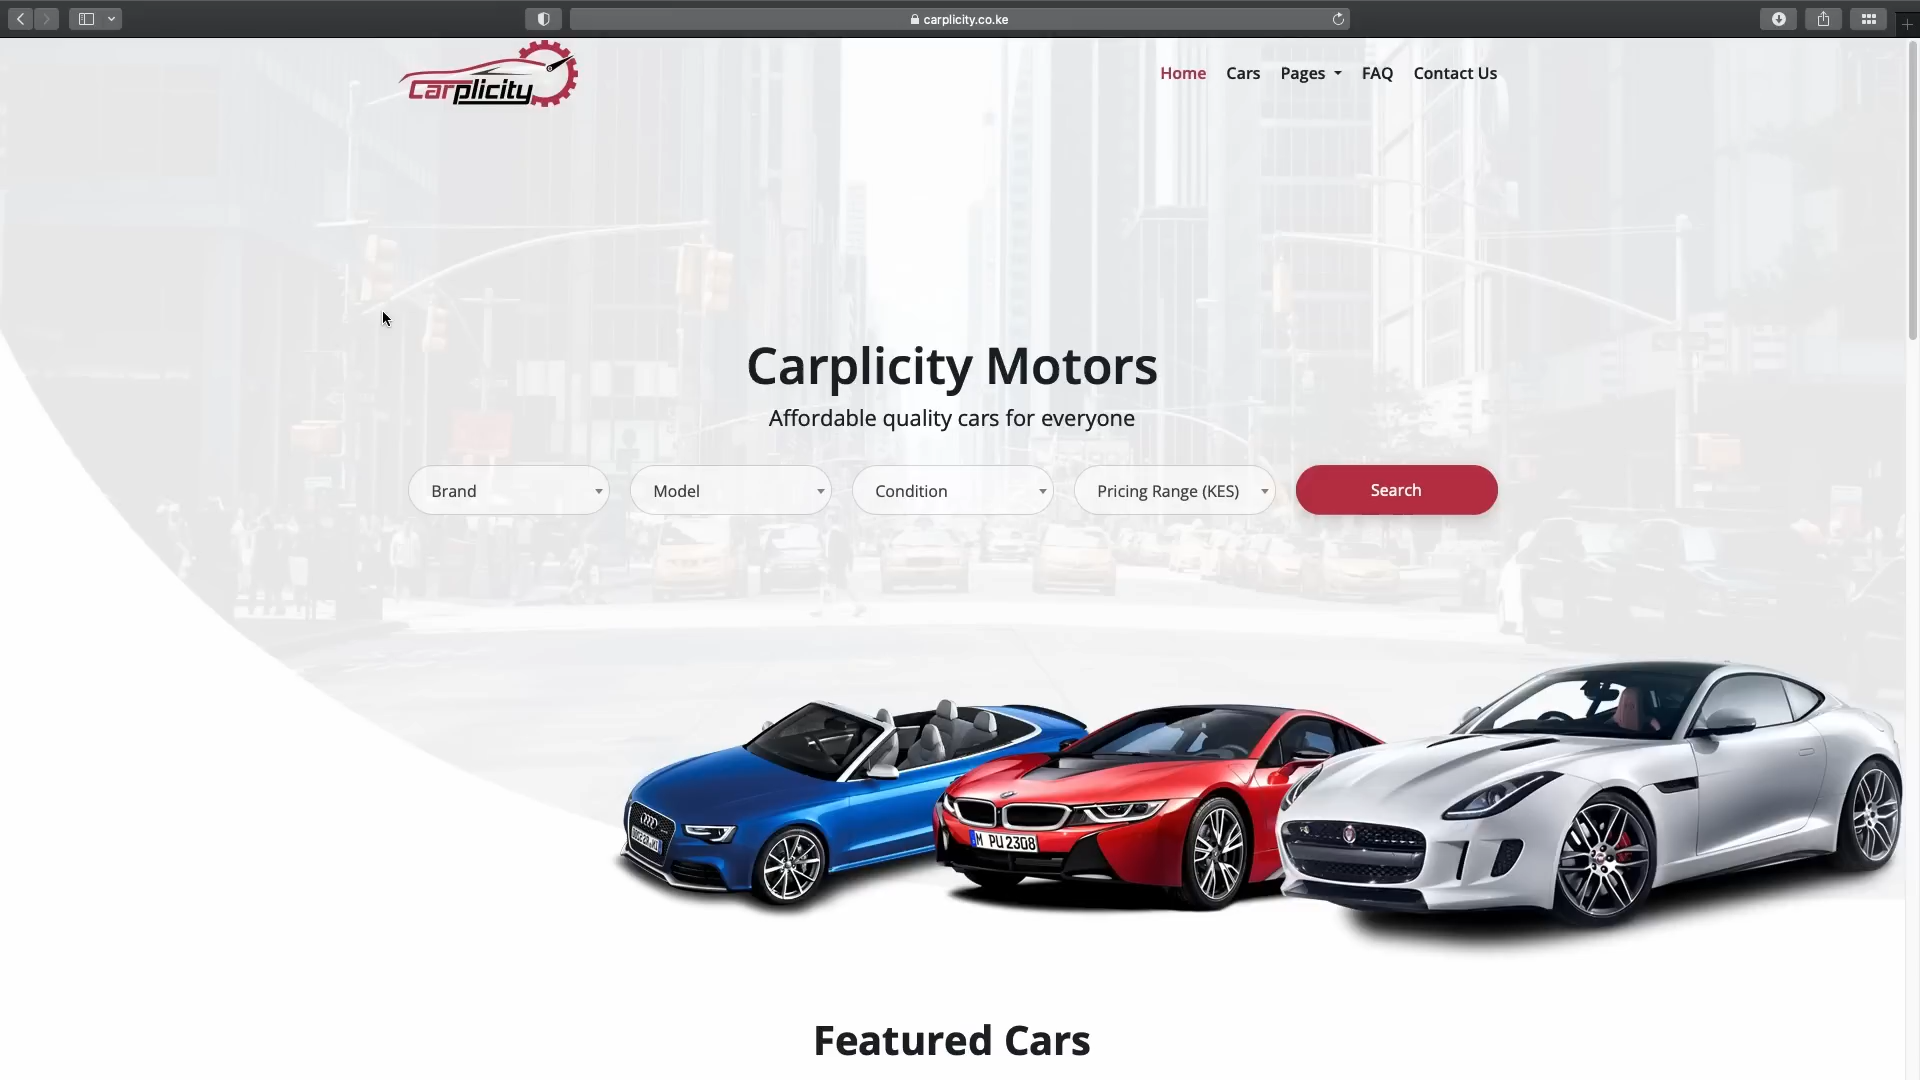 carplicity.co.ke
Carplicity
Home Cars Pages FAQ Contact Us
Carplicity Motors
Affordable quality cars for everyone
Brand Model Condition Pricing Range (KES) Search
M PU 2308
Featured Cars